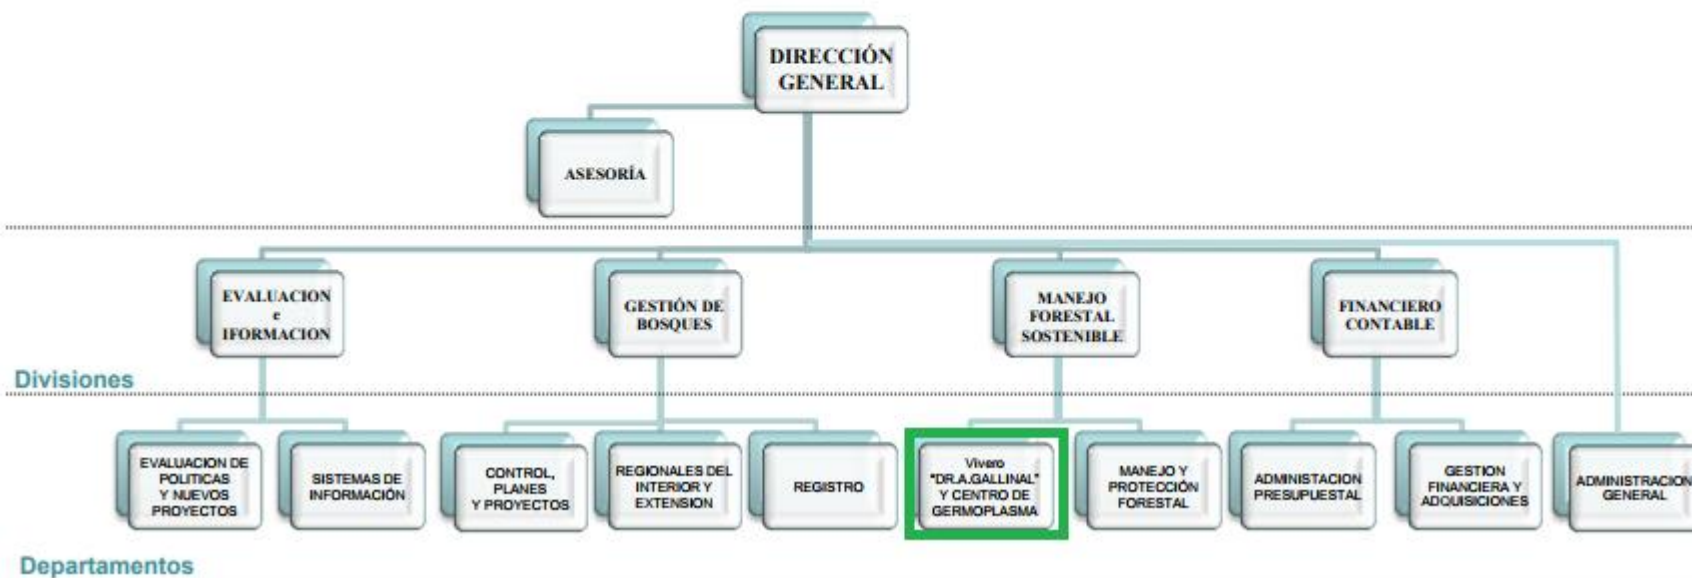 DIRECCIÓN
GENERAL
ASESORÍA
EVALUACION
e
IFORMACION
GESTIÓN DE
BOSQUES
MANEJO
FORESTAL
SOSTENIBLE
FINANCIERO
CONTABLE
Divisiones
EVALUACION DE
POLITICAS
Y NUEVOS
PROYECTOS
SISTEMAS DE
INFORMACIÓN
CONTROL,
PLANES
Y PROYECTOS
REGIONALES DEL
INTERIOR Y
EXTENSION
REGISTRO
Vivero
"DR.A.GALLINAL"
Y CENTRO DE
GERMOPLASMA
MANEJO Y
PROTECCIÓN
FORESTAL
ADMINISTACION
PRESUPUESTAL
GESTION
FINANCIERA Y
ADQUISICIONES
ADMINISTRACION
GENERAL
Departamentos